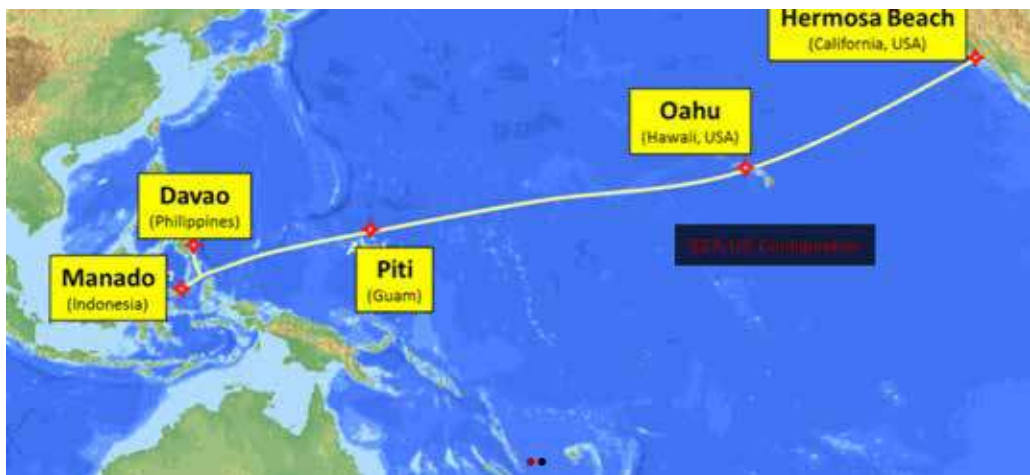 Hermosa Beach
(California, USA)
Oahu
(Hawaii, USA)
Davao
(Philippines)
Manado
(Indonesia)
Piti
(Guam)